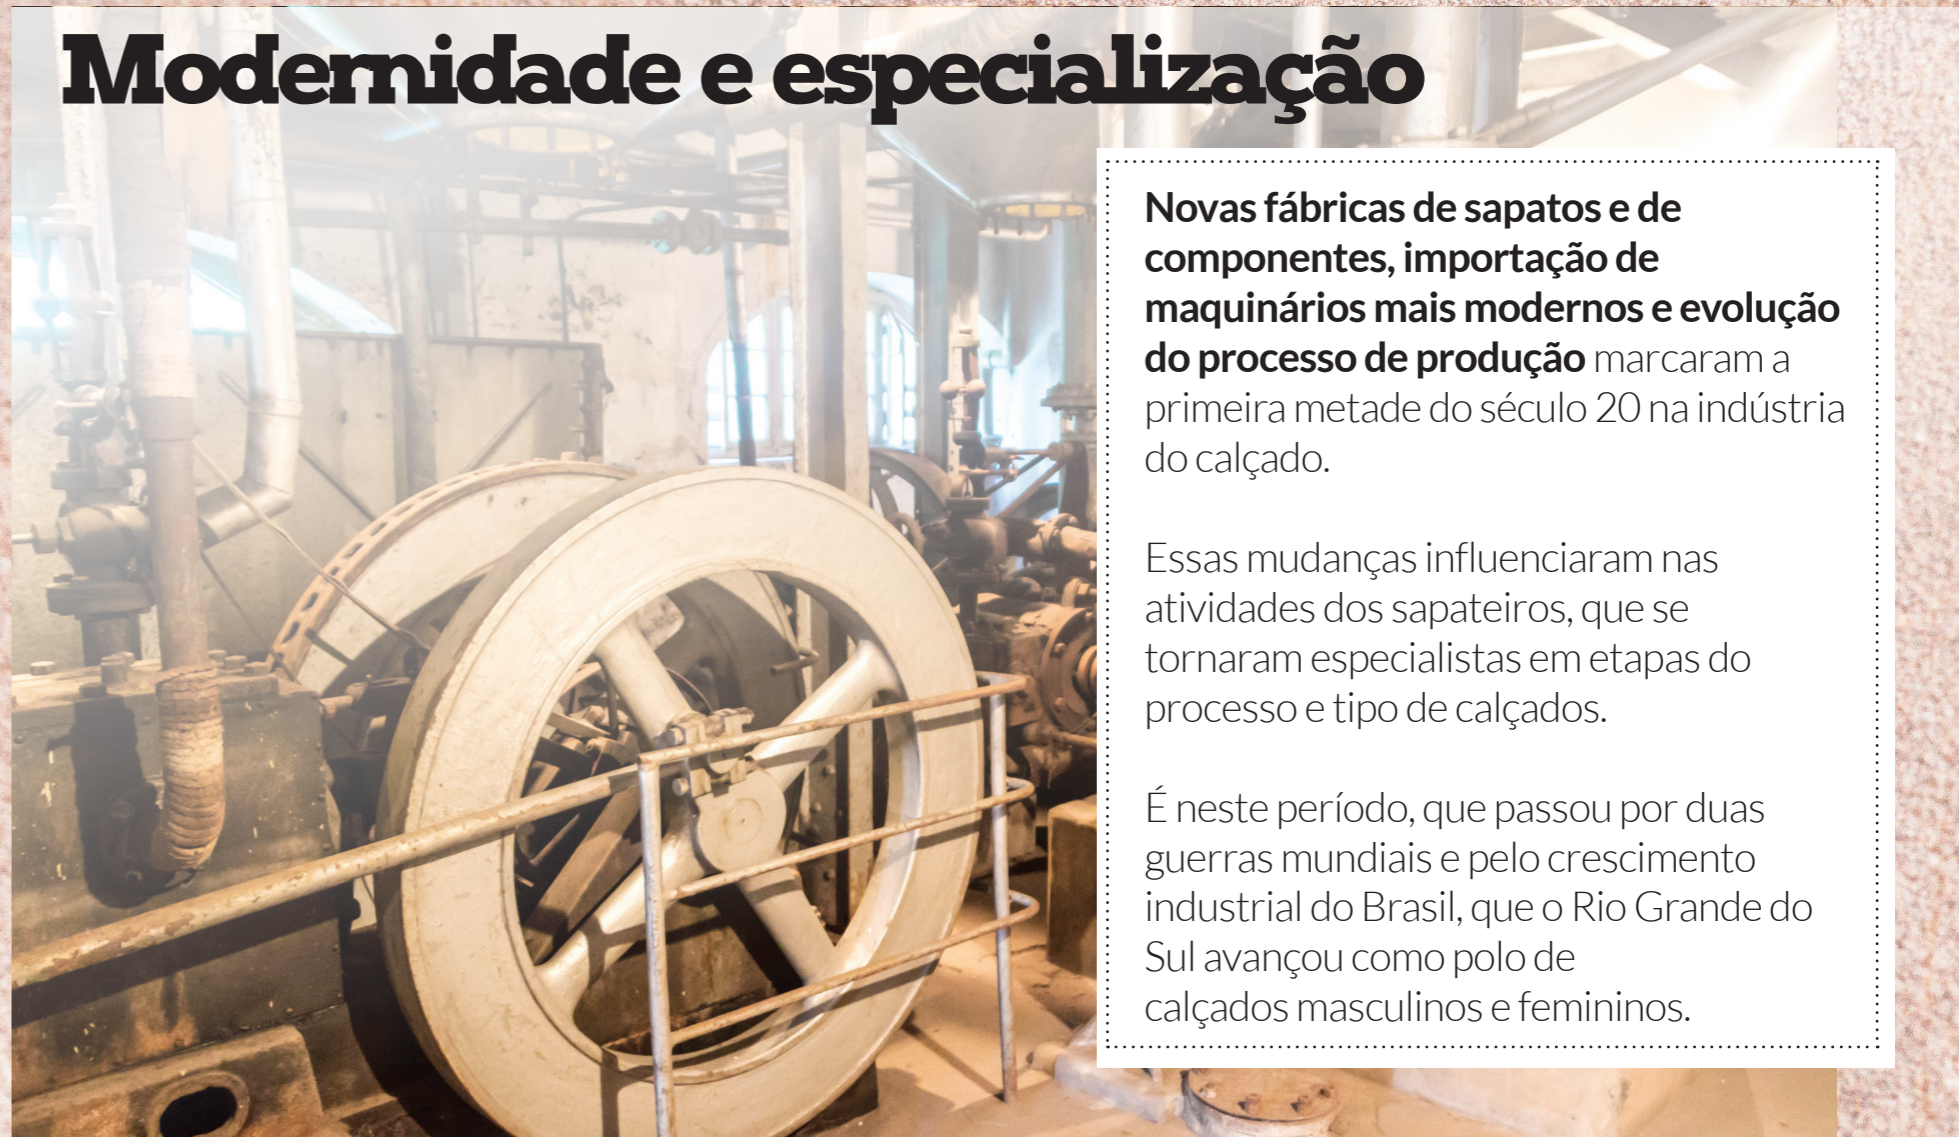 Modernidade e especialização
Novas fábricas de sapatos e de
componentes, importação de
maquinários mais modernos e evolução
do processo de produção marcaram a
primeira metade do século 20 na indústria
do calçado.
Essas mudanças influenciaram nas
atividades dos sapateiros, que se
tornaram especialistas em etapas do
processo e tipo de calçados.
É neste período, que passou por duas
guerras mundiais e pelo crescimento
industrial do Brasil, que o Rio Grande do
Sul avançou como polo de
calçados masculinos e femininos.